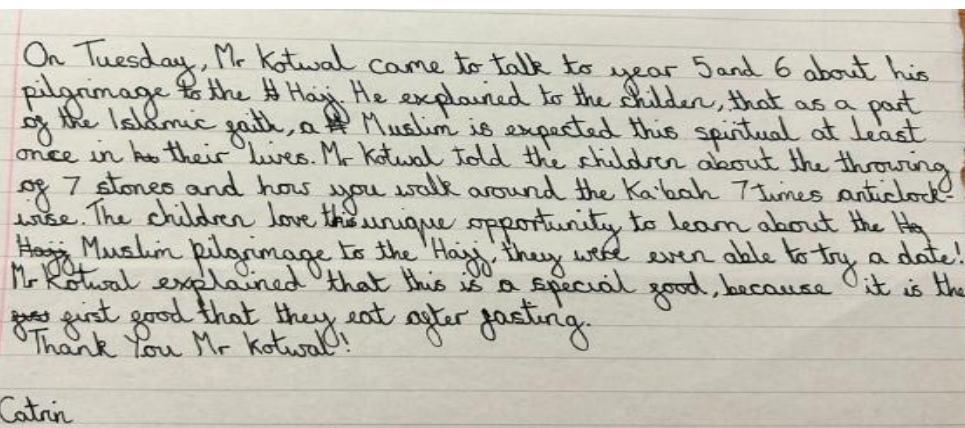 On Tuesday, Mr Kotwal came to talk to year 5 and 6 about his
pilgrimage to the Hajj. He explained to the childen, that as a part
of the Islamic faith, a Muslim is expected this spiritual at least
once in their lives. Mr Kotwal told the children about the throwing
of 7 stones and how you walk around the Ka'bah 7 times anticlock-
wise. The children love this unique opportunity to learn about the
Muslim pilgrimage to the Hajj, they were even able to try a date!
Mr Kotwal explained that this is a special food, because it is the
first food that they eat after fasting.
Thank You Mr Kotwal!
Catrin